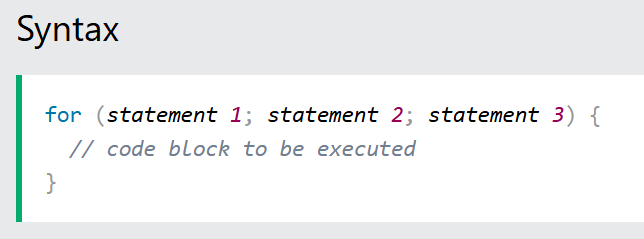 Syntax
for (statement 1; statement 2; statement 3) {
// code block to be executed
}